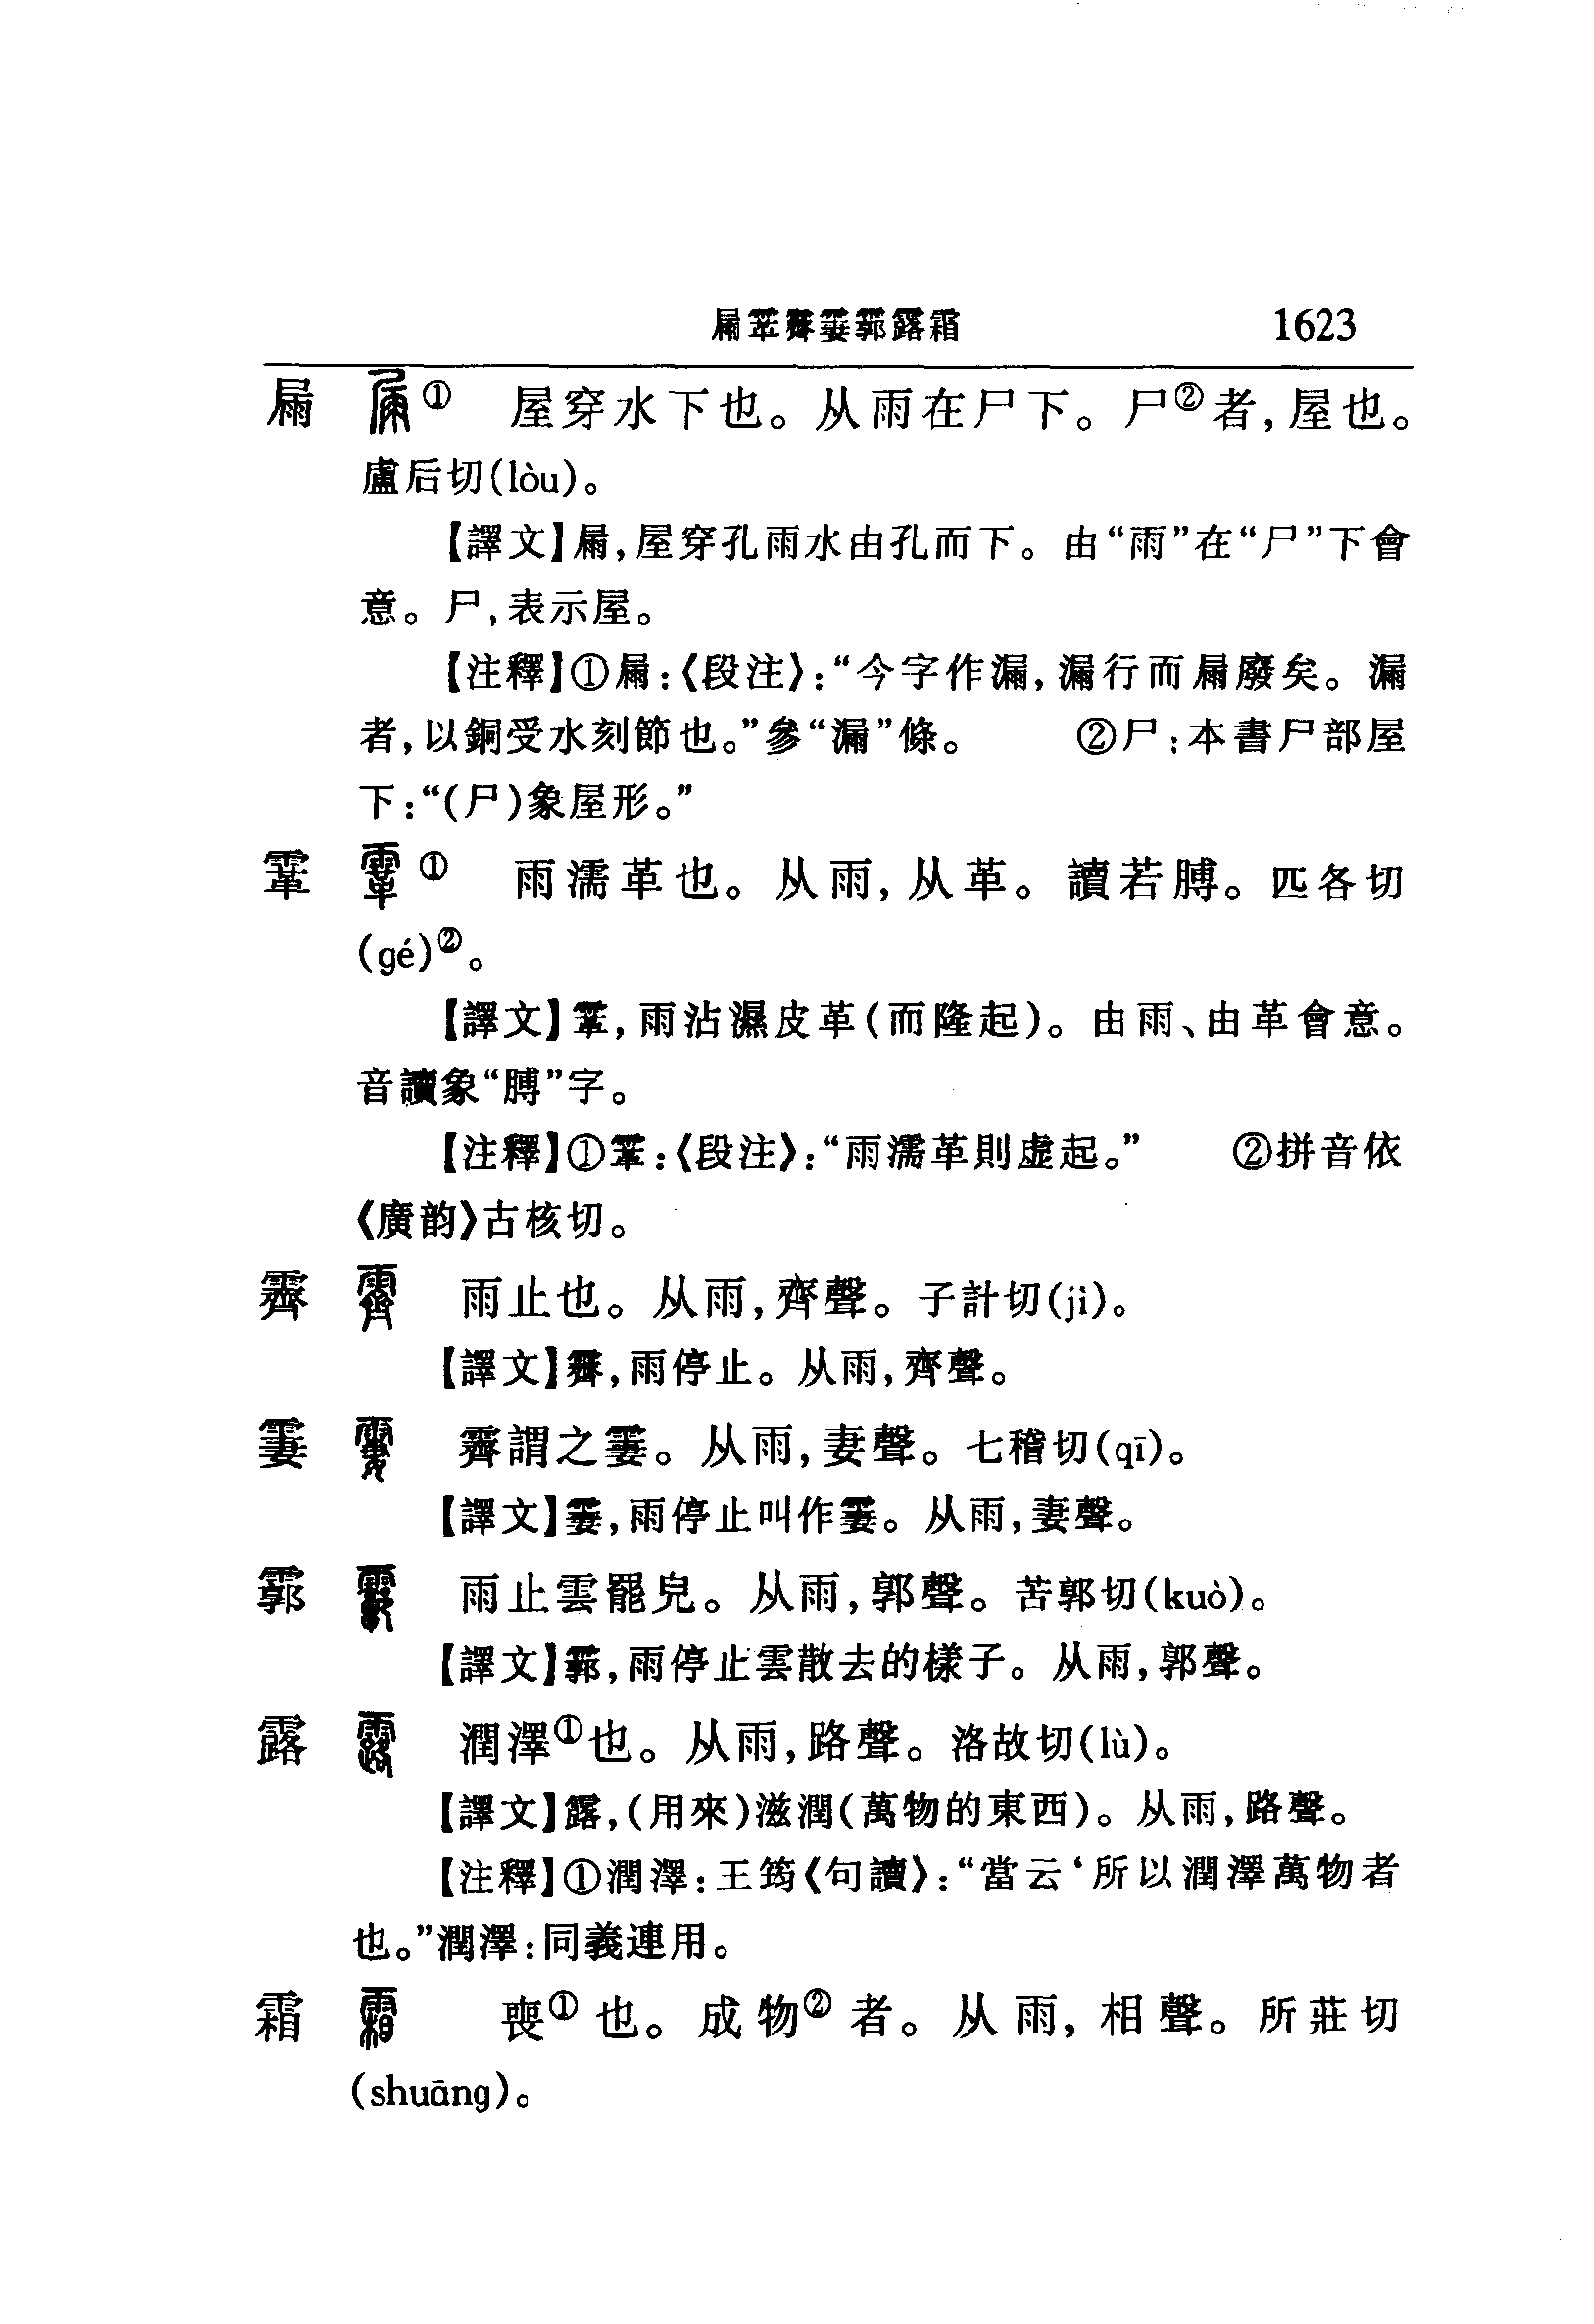 屚䨣霽霋霩露霜 1623
屚 ① 屋穿水下也。从雨在尸下。尸②者,屋也。
盧后切(lòu)。
【譯文】屚,屋穿孔雨水由孔而下。由“雨”在“尸”下會
意。尸,表示屋。
【注釋】①屚:《段注》:“今字作漏,漏行而屚廢矣。漏
者,以銅受水刻節也。”參“漏”條。 ②尸:本書尸部屋
下:“(尸)象屋形。”
䨣 ① 雨濡革也。从雨,从革。讀若膊。匹各切
(gé)②。
【譯文】䨣,雨沾濕皮革(而隆起)。由雨、由革會意。
音讀象“膊”字。
【注釋】①䨣:《段注》:“雨濡革則虛起。” ②拼音依
《廣韵》古核切。
霽 雨止也。从雨,齊聲。子計切(jì)。
【譯文】霽,雨停止。从雨,齊聲。
霋 霽謂之霋。从雨,妻聲。七稽切(qī)。
【譯文】霋,雨停止叫作霋。从雨,妻聲。
霩 雨止雲罷皃。从雨,郭聲。苦郭切(kuò)。
【譯文】霩,雨停止雲散去的樣子。从雨,郭聲。
露 潤澤①也。从雨,路聲。洛故切(lù)。
【譯文】露,(用來)滋潤(萬物的東西)。从雨,路聲。
【注釋】①潤澤:王筠《句讀》:“當云‘所以潤澤萬物者
也。”潤澤:同義連用。
霜 喪①也。成物②者。从雨,相聲。所莊切
(shuāng)。